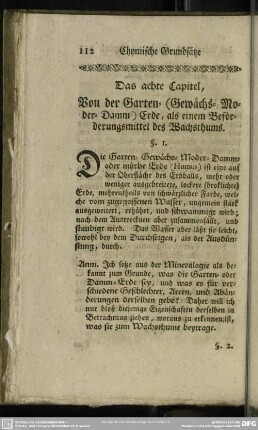 112 Chymische Grundsätze
Das achte Capitel,
Von der Garten- (Gewächs- Mo-
der- Damm) Erde, als einem Beför-
derungsmittel des Wachsthums.
§. 1.
Die Garten- Gewächs- Moder- Damm-
oder mürbe Erde (Humus) ist eine auf
der Oberfläche des Erdballs, mehr oder
weniger ausgebreitete, lockere (bröckliche)
Erde, mehrentheils von schwärzlicher Farbe, wel-
che vom zugegossenen Wasser, ungemein stark
ausgeweitert, erhöhet, und schwammigt wird;
nach dem Austrocknen aber zusammenfällt, und
staubigt wird. Das Wasser aber läßt sie leicht,
sowohl bey dem Durchseigen, als der Ausdün-
stung, durch.
Anm. Ich setze aus der Mineralogie als be-
kannt zum Grunde, was die Garten- oder
Damm-Erde sey, und was es für ver-
schiedene Geschlechter, Arten, und Abän-
derungen derselben gebe? Daher will ich
nur bloß diejenige Eigenschaften derselben in
Betrachtung ziehen, woraus zu erkennen ist,
was sie zum Wachsthume beytrage.
§. 2.